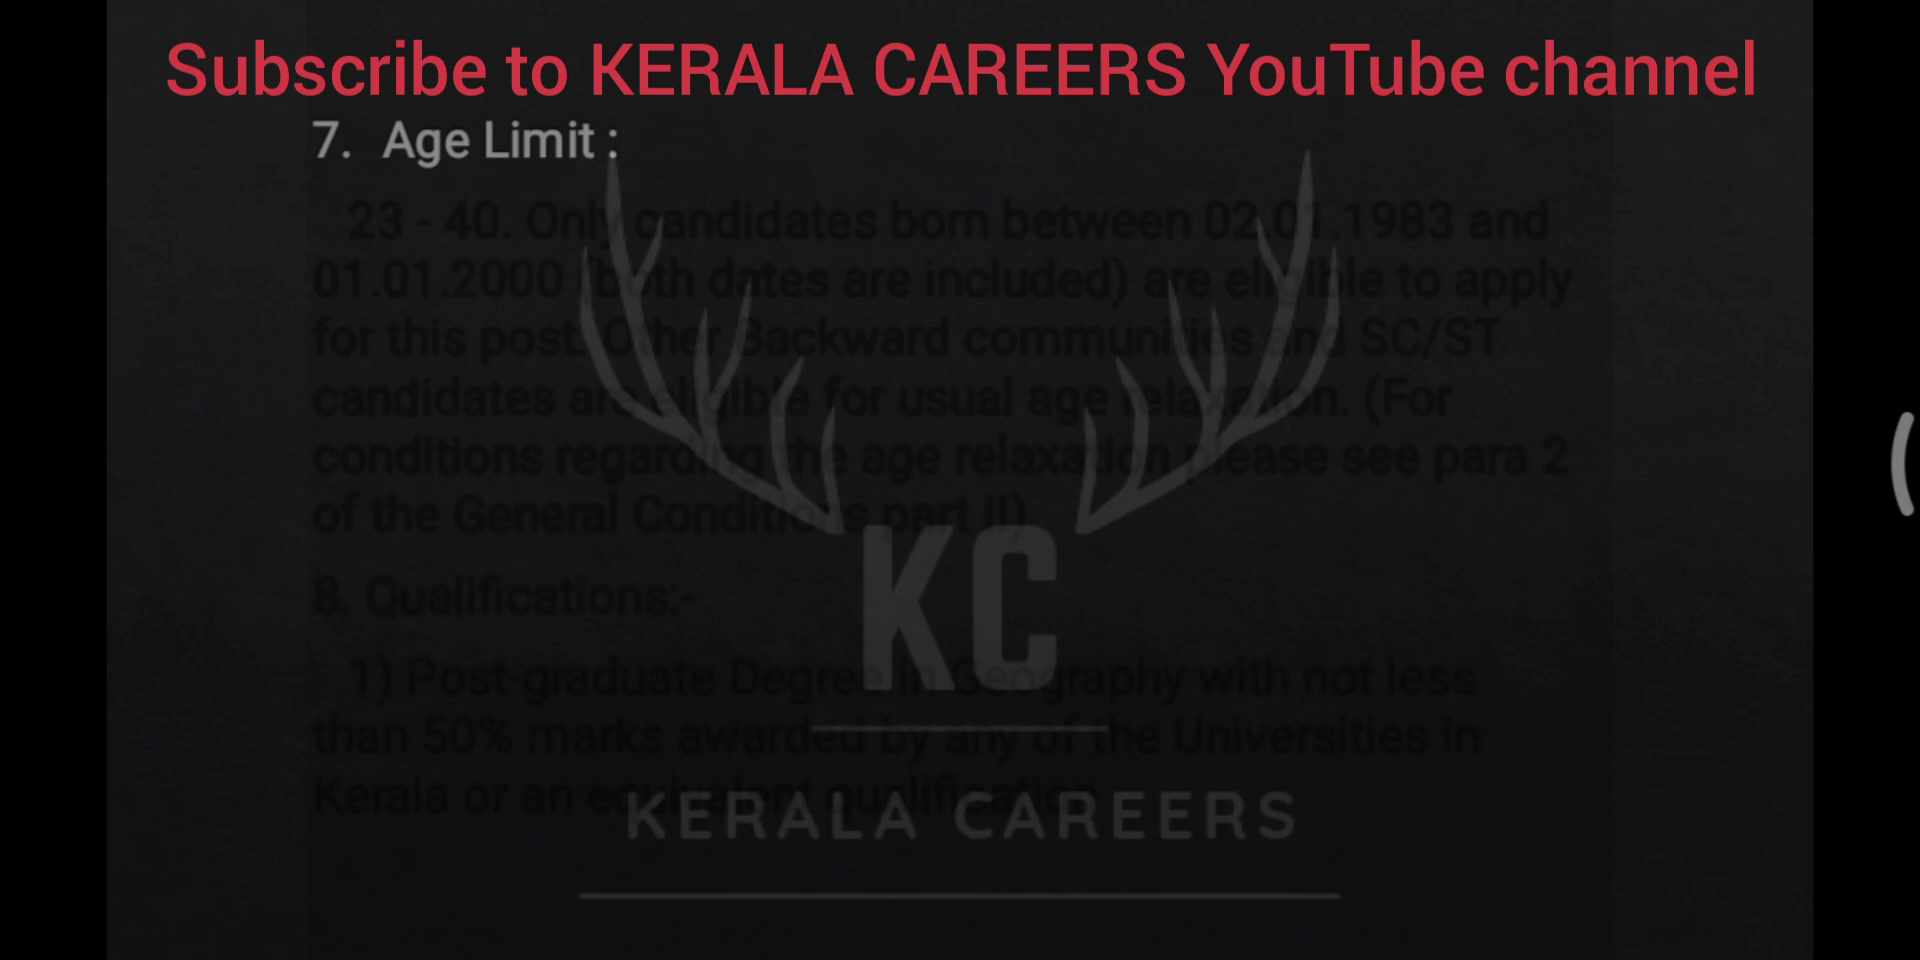 Subscribe to KERALA CAREERS YouTube channel
7. Age Limit :
23 - 40. Only candidates born between 02.01.1983 and
01.01.2000 (both dates are included) are eligible to apply
for this post. Other Backward communities and SC/ST
candidates are eligible for usual age relaxation. (For
conditions regarding the age relaxation please see para 2
of the General Conditions part II)
8. Qualifications:-
1) Post-graduate Degree in Geography with not less
than 50% marks awarded by any of the Universities in
Kerala or an equivalent qualification
KC
KERALA CAREERS